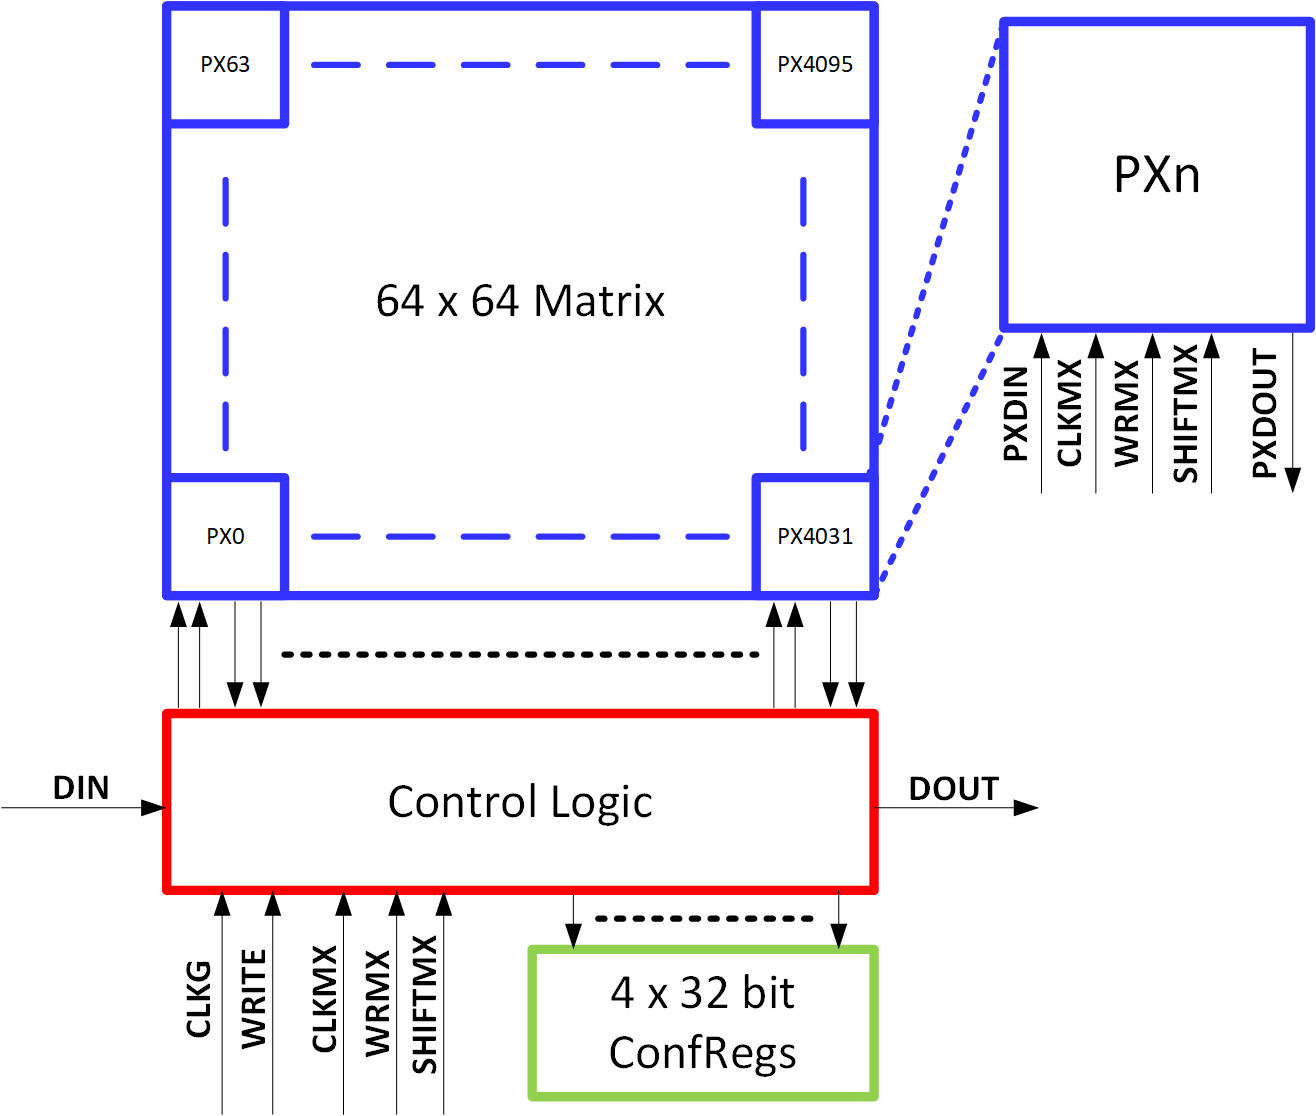 PX63
PX4095
PXn
64 x 64 Matrix
PXDIN
CLKMX
WRMX
SHIFTMX
PXDOUT
PX0
PX4031
DIN
Control Logic
DOUT
CLKG
WRITE
CLKMX
WRMX
SHIFTMX
4 x 32 bit
ConfRegs